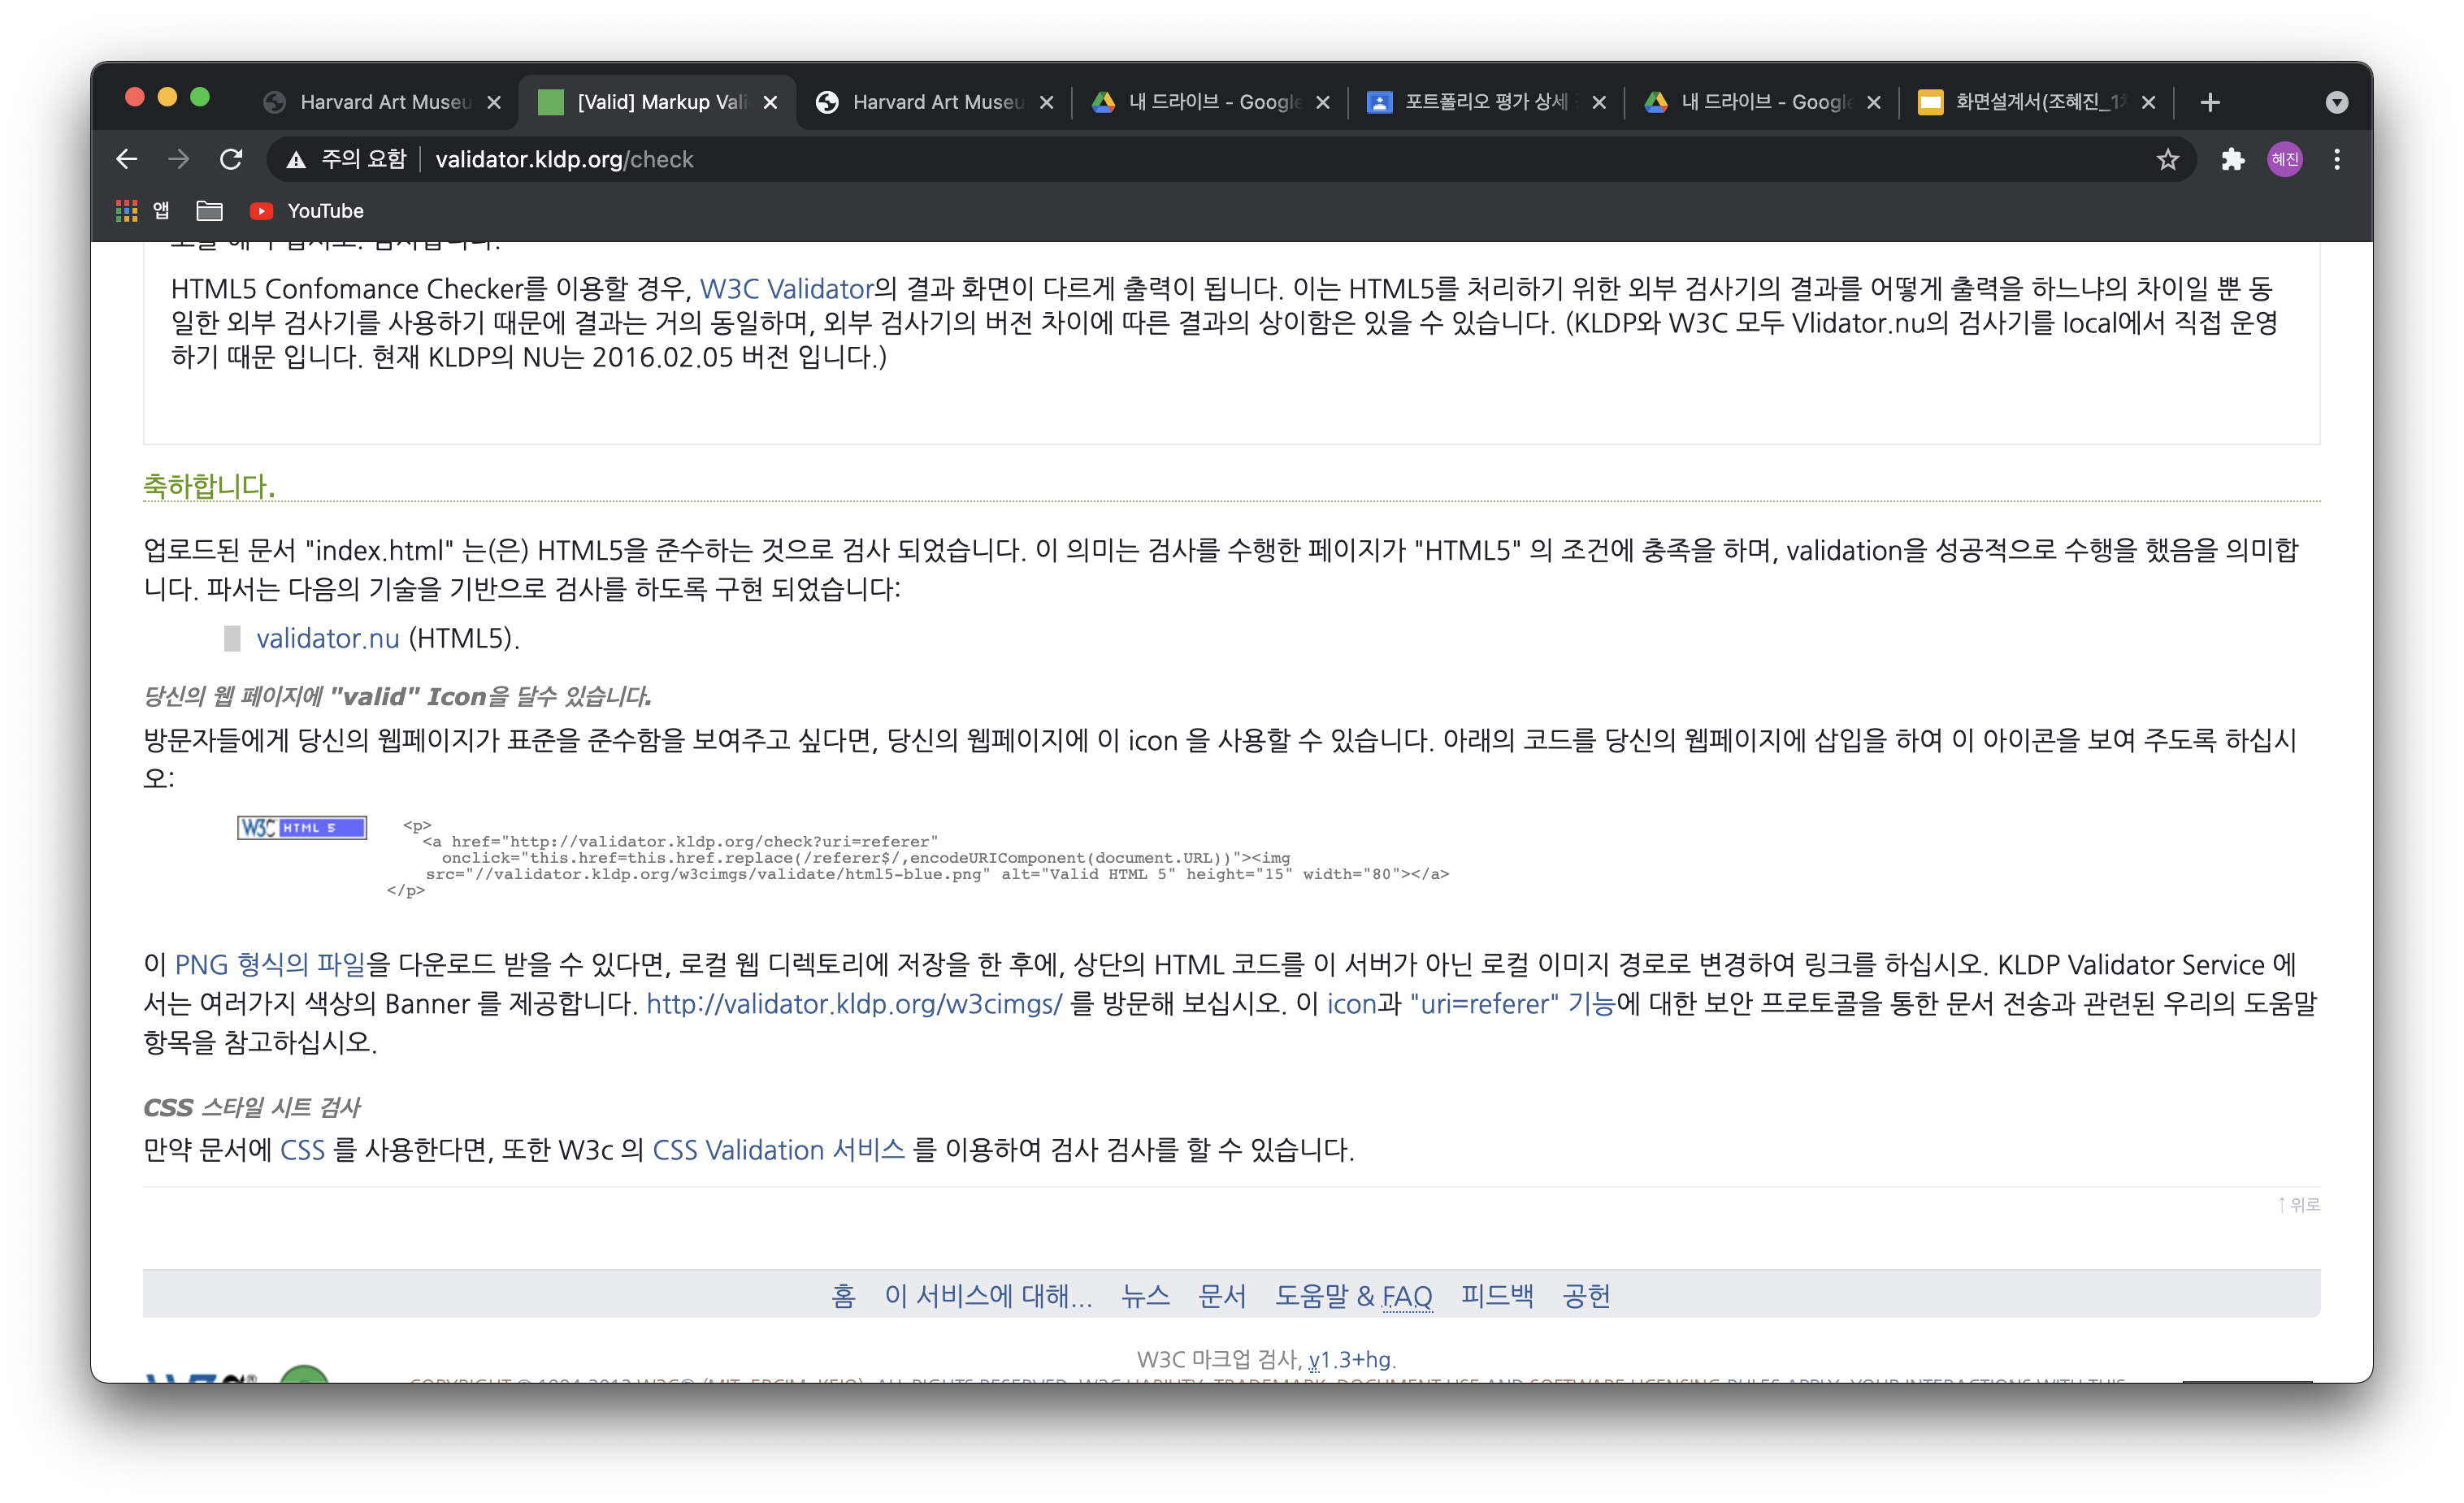 Harvard Art Museu
[Valid] Markup Vali
Harvard Art Museu
내 드라이브 - Google
포트폴리오 평가 상세
내 드라이브 - Google
화면설계서(조혜진_1차
주의 요함
validator.kldp.org/check
혜진
앱
YouTube
HTML5 Confomance Checker를 이용할 경우, W3C Validator의 결과 화면이 다르게 출력이 됩니다. 이는 HTML5를 처리하기 위한 외부 검사기의 결과를 어떻게 출력을 하느냐의 차이일 뿐 동
일한 외부 검사기를 사용하기 때문에 결과는 거의 동일하며, 외부 검사기의 버전 차이에 따른 결과의 상이함은 있을 수 있습니다. (KLDP와 W3C 모두 Vlidator.nu의 검사기를 local에서 직접 운영
하기 때문 입니다. 현재 KLDP의 NU는 2016.02.05 버전 입니다.)
축하합니다.
업로드된 문서 "index.html" 는(은) HTML5을 준수하는 것으로 검사 되었습니다. 이 의미는 검사를 수행한 페이지가 "HTML5" 의 조건에 충족을 하며, validation을 성공적으로 수행을 했음을 의미합
니다. 파서는 다음의 기술을 기반으로 검사를 하도록 구현 되었습니다:
validator.nu (HTML5).
당신의 웹 페이지에 "valid" Icon을 달수 있습니다.
방문자들에게 당신의 웹페이지가 표준을 준수함을 보여주고 싶다면, 당신의 웹페이지에 이 icon 을 사용할 수 있습니다. 아래의 코드를 당신의 웹페이지에 삽입을 하여 이 아이콘을 보여 주도록 하십시
오:
W3C HTML 5
<p>
<a href="http://validator.kldp.org/check?uri=referer"
onclick="this.href=this.href.replace(/referer$/,encodeURIComponent(document.URL))"><img
src="//validator.kldp.org/w3cimgs/validate/html5-blue.png" alt="Valid HTML 5" height="15" width="80"></a>
</p>
이 PNG 형식의 파일을 다운로드 받을 수 있다면, 로컬 웹 디렉토리에 저장을 한 후에, 상단의 HTML 코드를 이 서버가 아닌 로컬 이미지 경로로 변경하여 링크를 하십시오. KLDP Validator Service 에
서는 여러가지 색상의 Banner 를 제공합니다. http://validator.kldp.org/w3cimgs/ 를 방문해 보십시오. 이 icon과 "uri=referer" 기능에 대한 보안 프로토콜을 통한 문서 전송과 관련된 우리의 도움말
항목을 참고하십시오.
CSS 스타일 시트 검사
만약 문서에 CSS 를 사용한다면, 또한 W3c 의 CSS Validation 서비스 를 이용하여 검사 검사를 할 수 있습니다.
↑ 위로
홈 이 서비스에 대해... 뉴스 문서 도움말 & FAQ 피드백 공헌
W3C 마크업 검사, v1.3+hg.